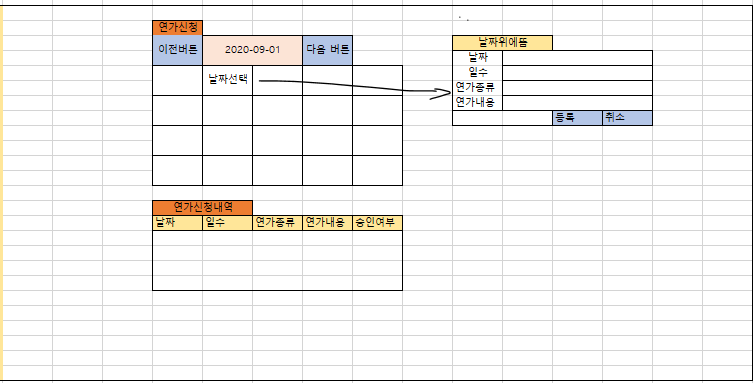 연가신청
이전버튼 2020-09-01 다음 버튼
날짜선택
날짜위에뜸
날짜
일수
연가종류
연가내용
등록 취소
연가신청내역
날짜 일수 연가종류 연가내용 승인여부